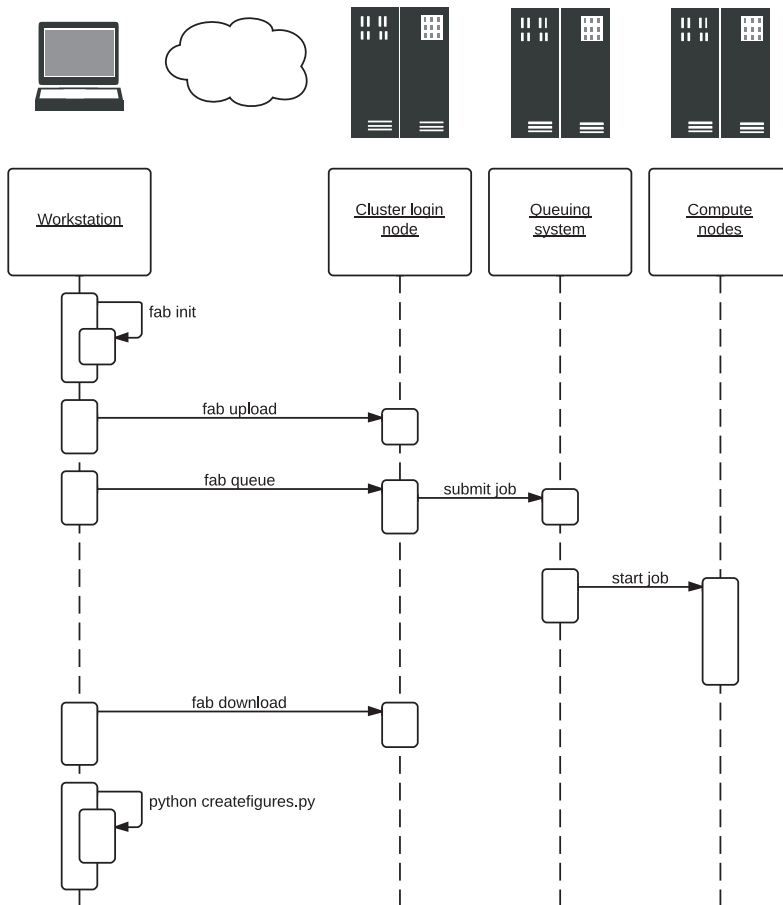 Workstation
Cluster login
node
Queuing
system
Compute
nodes
fab init
fab upload
fab queue
submit job
start job
fab download
python createfigures.py